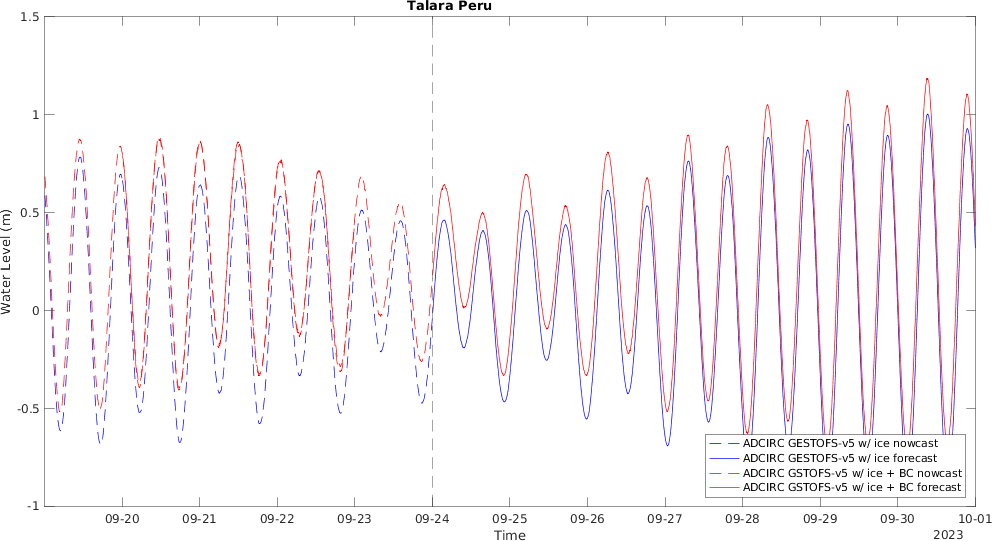 Talara Peru
1.5
1
0.5
0
-0.5
-1
Water Level (m)
ADCIRC GESTOFS-v5 w/ ice nowcast
ADCIRC GESTOFS-v5 w/ ice forecast
ADCIRC GSTOFS-v5 w/ ice + BC nowcast
ADCIRC GSTOFS-v5 w/ ice + BC forecast
09-20 09-21 09-22 09-23 09-24 09-25 09-26 09-27 09-28 09-29 09-30 10-01
Time
2023